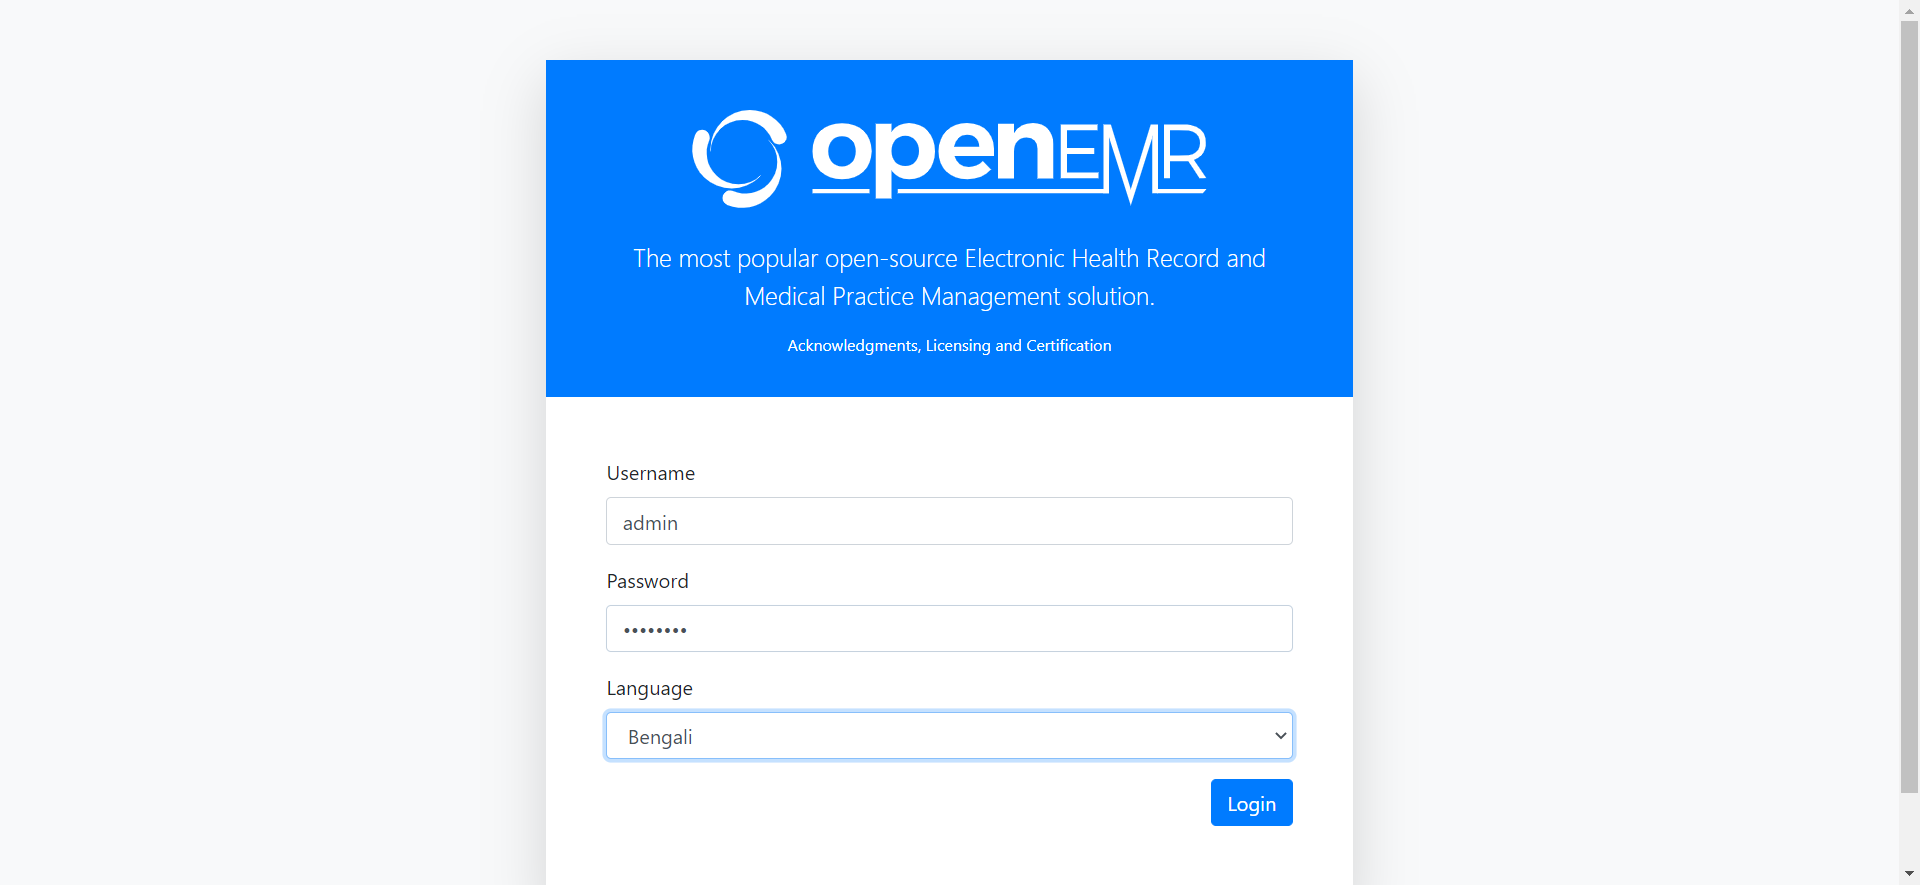 openEMR
The most popular open-source Electronic Health Record and
Medical Practice Management solution.
Acknowledgments, Licensing and Certification
Username
admin
Password
••••••••
Language
Bengali
Login